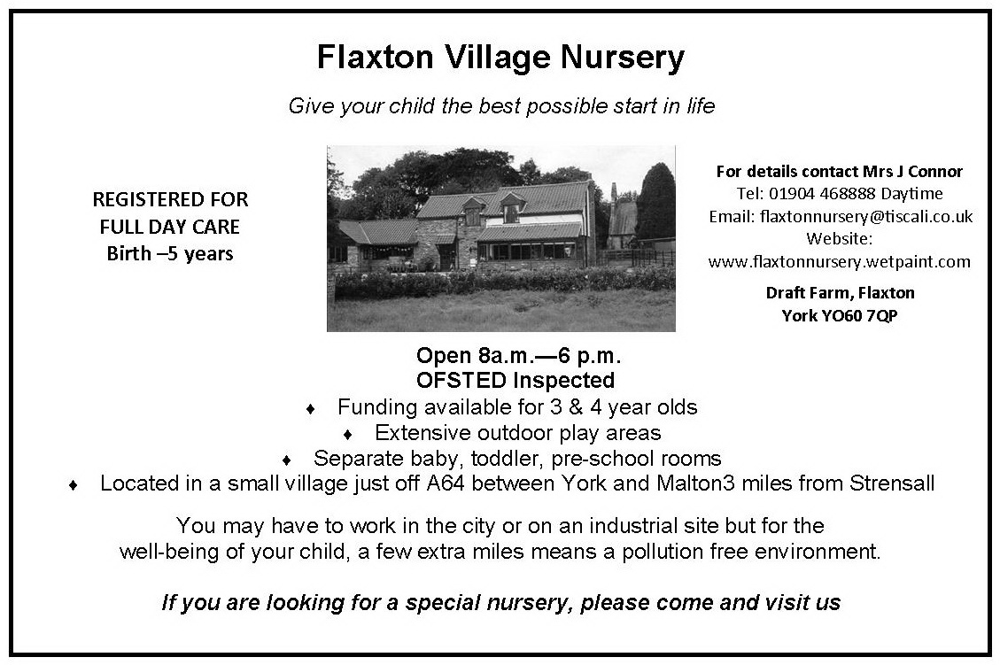 Flaxton Village Nursery
Give your child the best possible start in life
REGISTERED FOR
FULL DAY CARE
Birth –5 years
For details contact Mrs J Connor
Tel: 01904 468888 Daytime
Email: flaxtonnursery@tiscali.co.uk
Website:
www.flaxtonnursery.wetpaint.com
Draft Farm, Flaxton
York YO60 7QP
Open 8a.m.—6 p.m.
OFSTED Inspected
♦ Funding available for 3 & 4 year olds
♦ Extensive outdoor play areas
♦ Separate baby, toddler, pre-school rooms
♦ Located in a small village just off A64 between York and Malton3 miles from Strensall
You may have to work in the city or on an industrial site but for the
well-being of your child, a few extra miles means a pollution free environment.
If you are looking for a special nursery, please come and visit us